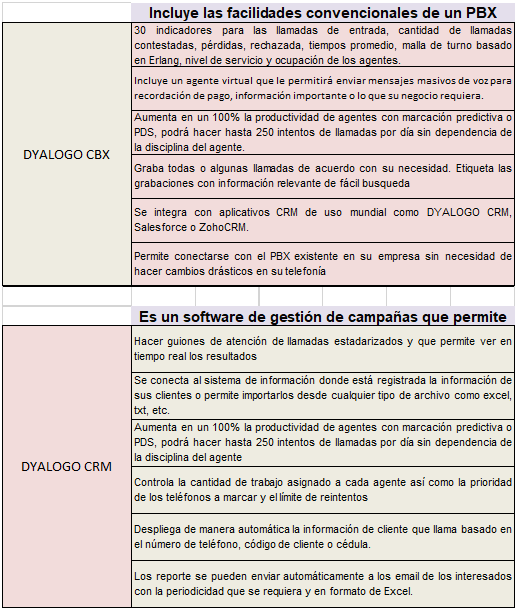 Incluye las facilidades convencionales de un PBX
DYALOGO CBX
30 indicadores para las llamadas de entrada, cantidad de llamadas
contestadas, pérdidas, rechazada, tiempos promedio, malla de turno basado
en Erlang, nivel de servicio y ocupación de los agentes.
Incluye un agente virtual que le permitirá enviar mensajes masivos de voz para
recordación de pago, información importante o lo que su negocio requiera.
Aumenta en un 100% la productividad de agentes con marcación predictiva o
PDS, podrá hacer hasta 250 intentos de llamadas por día sin dependencia de
la disciplina del agente.
Graba todas o algunas llamadas de acuerdo con su necesidad. Etiqueta las
grabaciones con información relevante de fácil busqueda
Se integra con aplicativos CRM de uso mundial como DYALOGO CRM,
Salesforce o ZohoCRM.
Permite conectarse con el PBX existente en su empresa sin necesidad de
hacer cambios drásticos en su telefonía
Es un software de gestión de campañas que permite
DYALOGO CRM
Hacer guiones de atención de llamadas estadarizados y que permite ver en
tiempo real los resultados
Se conecta al sistema de información donde está registrada la información de
sus clientes o permite importarlos desde cualquier tipo de archivo como excel,
txt, etc.
Aumenta en un 100% la productividad de agentes con marcación predictiva o
PDS, podrá hacer hasta 250 intentos de llamadas por día sin dependencia de
la disciplina del agente
Controla la cantidad de trabajo asignado a cada agente así como la prioridad
de los teléfonos a marcar y el límite de reintentos
Despliega de manera automática la información de cliente que llama basado en
el número de teléfono, código de cliente o cédula.
Los reporte se pueden enviar automáticamente a los email de los interesados
con la periodicidad que se requiera y en formato de Excel.